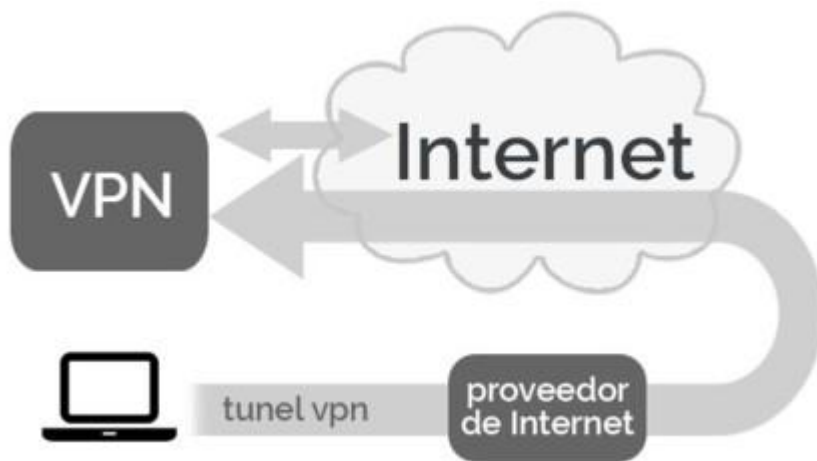 Internet
VPN
tunel vpn
proveedor
de Internet